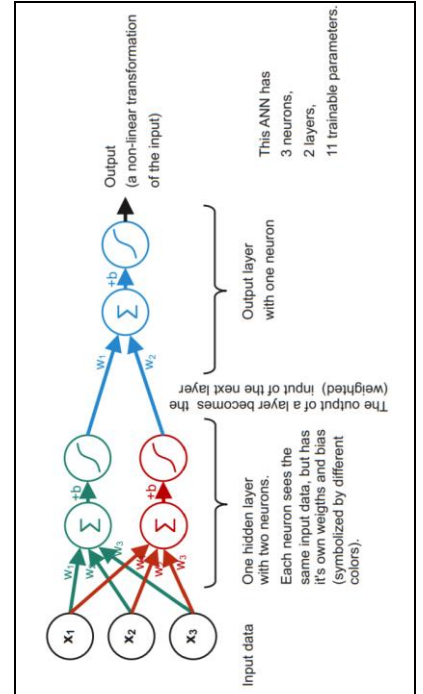 x₁
x₂
x₃
Input data
w₁
w₃
w₃
Σ
+b
Σ
+b
One hidden layer
with two neurons.
Each neuron sees the
same input data, but has
it's own weigths and bias
(symbolized by different
colors).
The output of a layer becomes the
(weighted) input of the next layer
w₁
w₂
Σ
+b
Output layer
with one neuron
Output
(a non-linear transformation
of the input)
This ANN has
3 neurons,
2 layers,
11 trainable parameters.